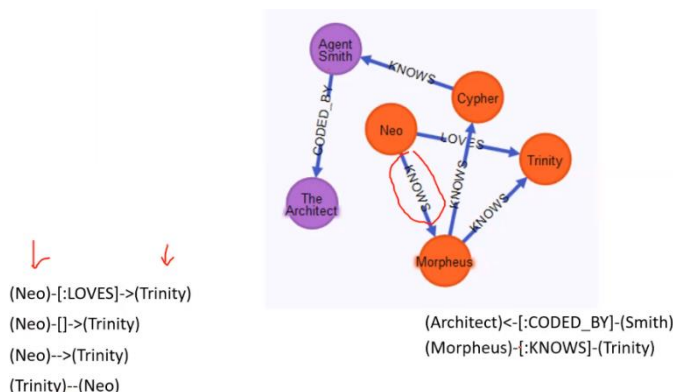 Agent
Smith
KNOWS
Cypher
CODED_BY
Neo
LOVES
Trinity
KNOWS
KNOWS
KNOWS
The
Architect
Morpheus
(Neo)-[:LOVES]->(Trinity)
(Neo)-[]->(Trinity)
(Neo)-->(Trinity)
(Trinity)--(Neo)
(Architect)<-[:CODED_BY]-(Smith)
(Morpheus)-[:KNOWS]-(Trinity)